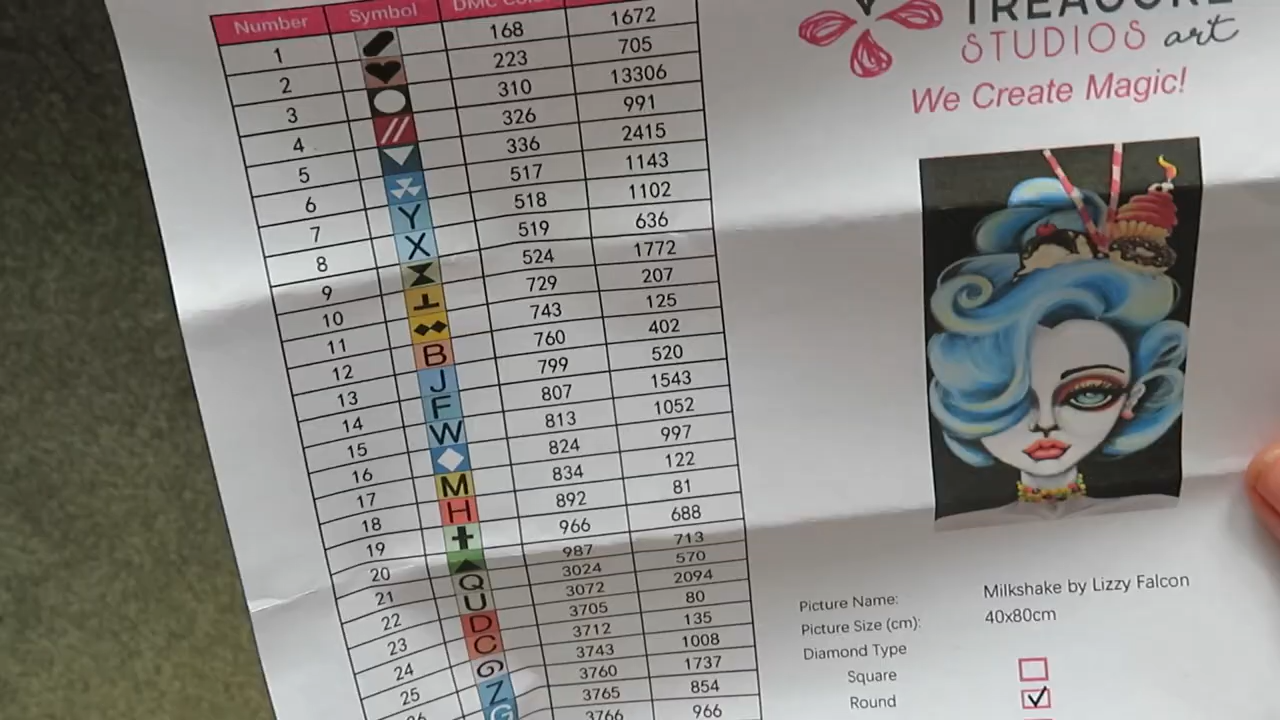 Number Symbol DMC
1 168 1672
2 223 705
3 310 13306
4 // 326 991
5 336 2415
6 517 1143
7 Y 518 1102
8 X 519 636
9 524 1772
10 729 207
11 743 125
12 B 760 402
13 J 799 520
14 F 807 1543
15 W 813 1052
16 824 997
17 M 834 122
18 H 892 81
19 966 688
20 987 713
21 Q 3024 570
22 U 3072 2094
23 D 3705 80
24 C 3712 135
25 3743 1008
26 Z 3760 1737
G 3765 854
3766 966
TREASURE
STUDIOS art
We Create Magic!
Picture Name: Milkshake by Lizzy Falcon
Picture Size (cm): 40x80cm
Diamond Type
Square
Round